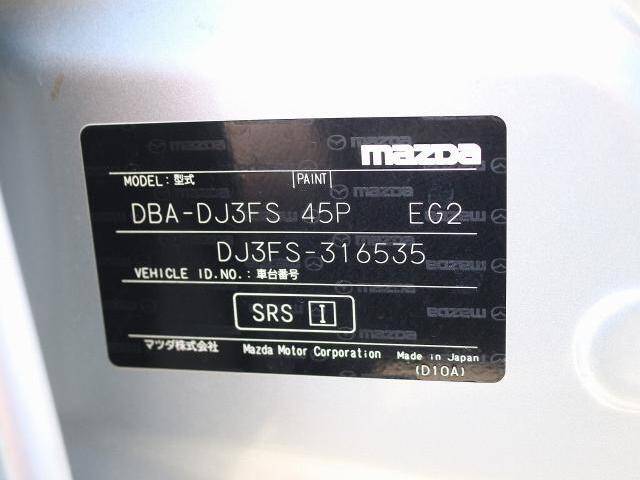 mazda
MODEL : 型式 PAINT
DBA-DJ3FS 45P EG2
DJ3FS-316535
VEHICLE ID.NO. : 車台番号
SRS I
マツダ株式会社 Mazda Motor Corporation Made in Japan
(D10A)